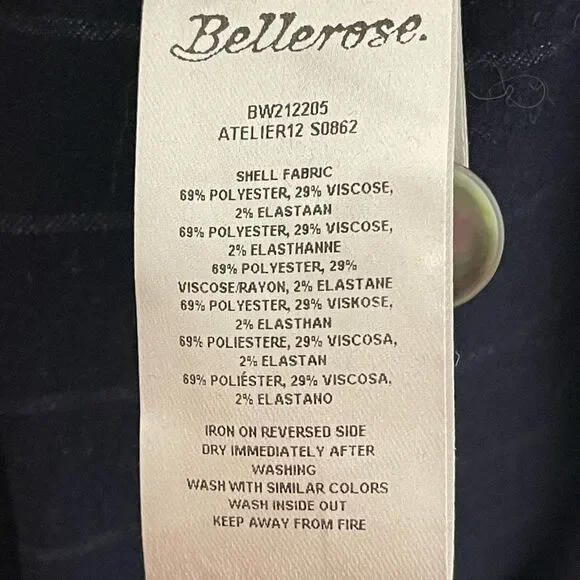 Bellerose.
BW212205
ATELIER12 S0862
SHELL FABRIC
69% POLYESTER, 29% VISCOSE,
2% ELASTAAN
69% POLYESTER, 29% VISCOSE,
2% ELASTHANNE
69% POLYESTER, 29%
VISCOSE/RAYON, 2% ELASTANE
69% POLYESTER, 29% VISKOSE,
2% ELASTHAN
69% POLIESTERE, 29% VISCOSA,
2% ELASTAN
69% POLIÉSTER, 29% VISCOSA,
2% ELASTANO
IRON ON REVERSED SIDE
DRY IMMEDIATELY AFTER
WASHING
WASH WITH SIMILAR COLORS
WASH INSIDE OUT
KEEP AWAY FROM FIRE